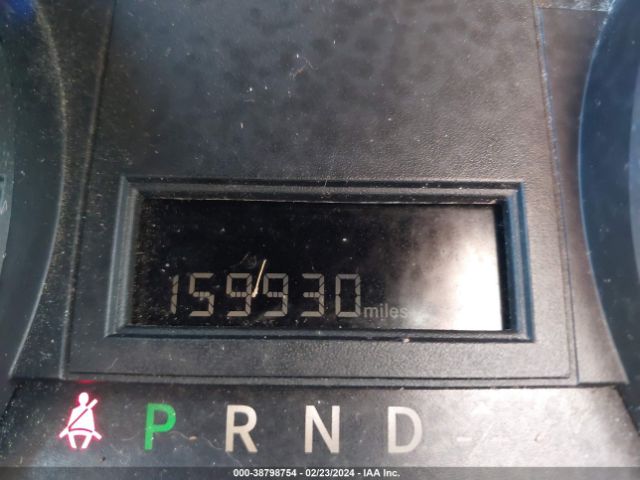 159930 miles
P R N D
000-38798754 - 02/23/2024 - IAA Inc.